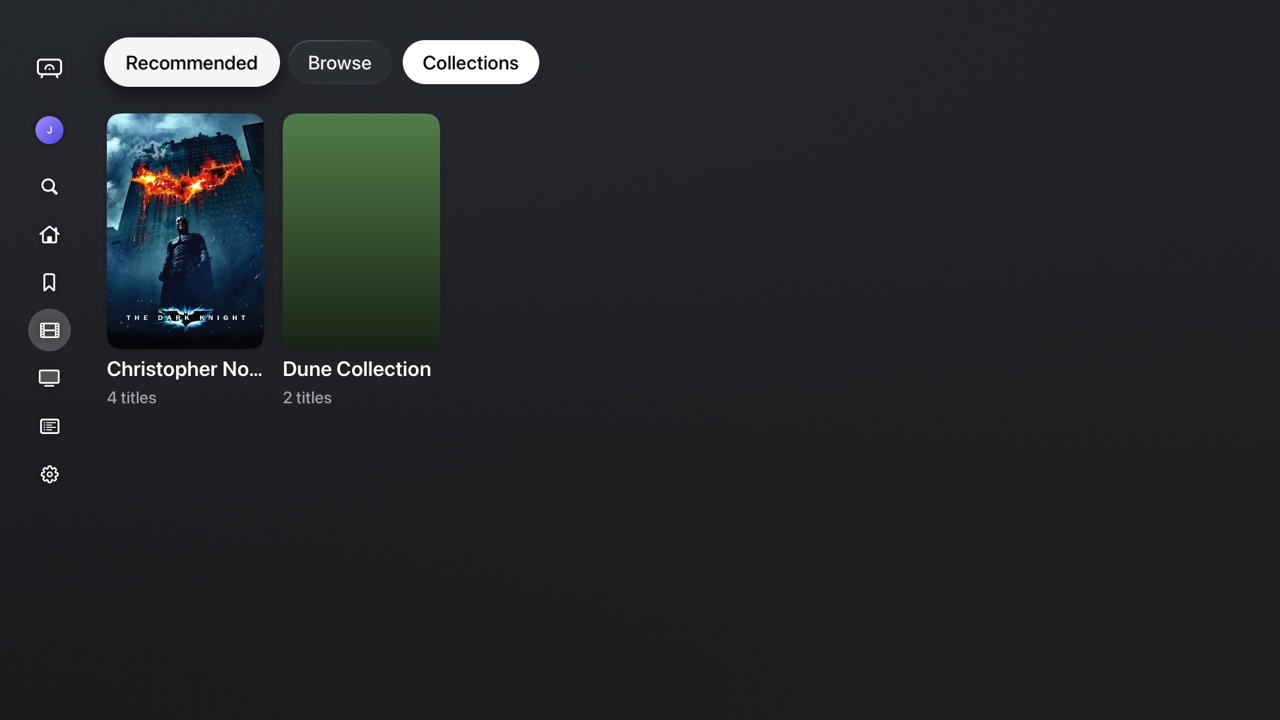 Recommended
Browse
Collections
J
THE DARK KNIGHT
Christopher No...
Dune Collection
4 titles
2 titles